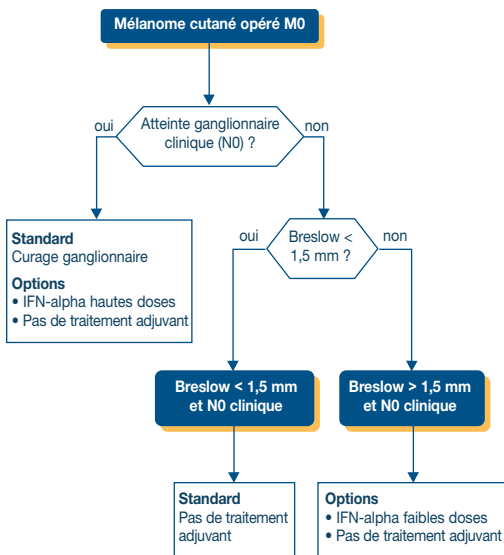 Mélanome cutané opéré M0
oui
Atteinte ganglionnaire
clinique (N0) ?
non
Standard
Curage ganglionnaire
Options
• IFN-alpha hautes doses
• Pas de traitement adjuvant
oui
Breslow <
1,5 mm ?
non
Breslow < 1,5 mm
et N0 clinique
Breslow > 1,5 mm
et N0 clinique
Standard
Pas de traitement
adjuvant
Options
• IFN-alpha faibles doses
• Pas de traitement adjuvant